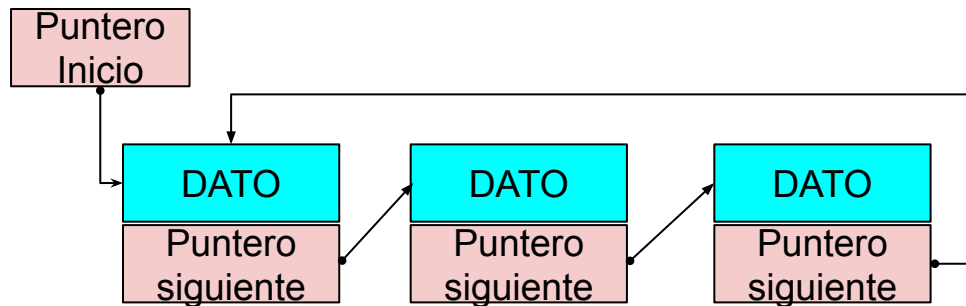 Puntero
Inicio
DATO
DATO
DATO
Puntero
siguiente
Puntero
siguiente
Puntero
siguiente